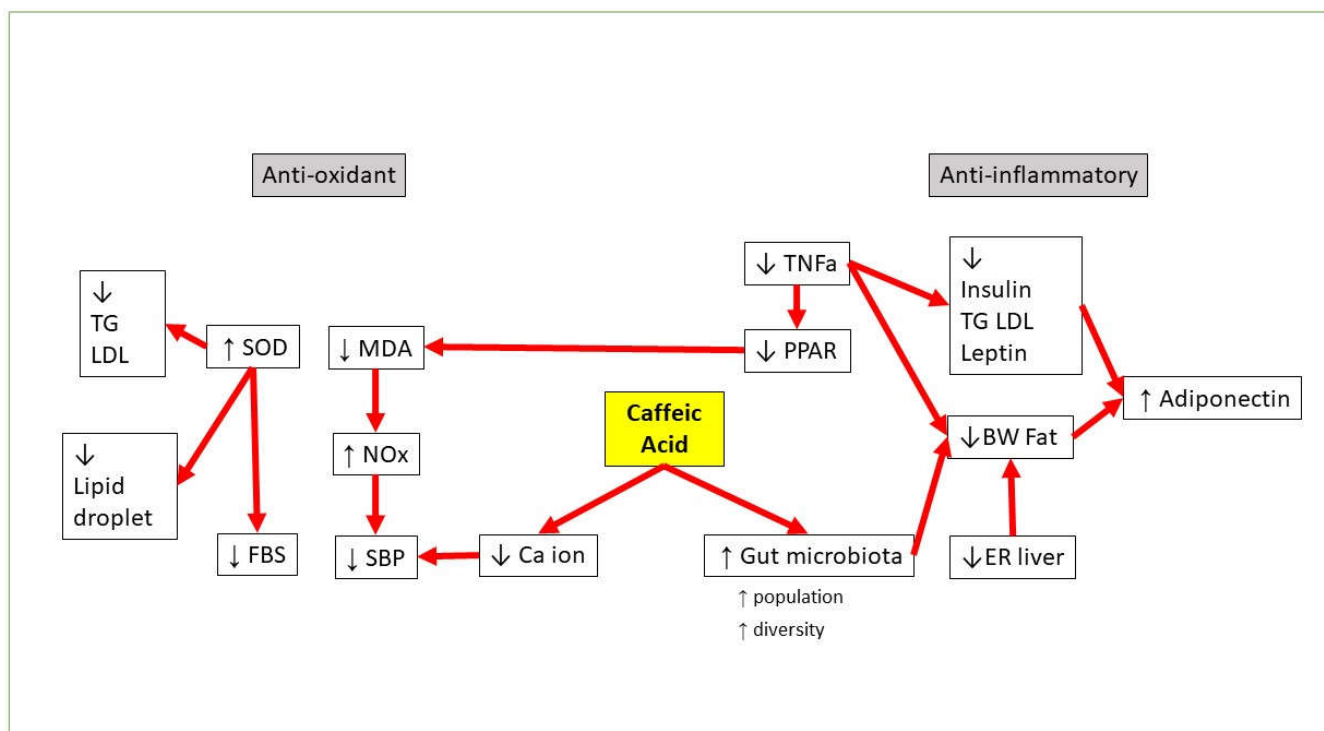 Anti-oxidant
Anti-inflammatory
↓ TNFa
↓
Insulin
TG LDL
Leptin
↓
TG
LDL
↑ SOD
↓ MDA
↓ PPAR
↑ Adiponectin
Caffeic
Acid
↓BW Fat
↓
Lipid
droplet
↑ NOx
↓ FBS
↓ SBP
↓ Ca ion
↑ Gut microbiota
↑ population
↑ diversity
↓ER liver